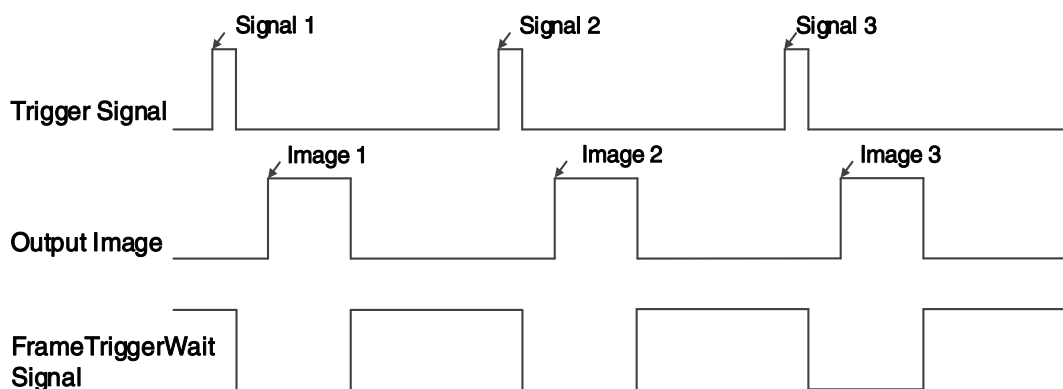 Signal 1
Signal 2
Signal 3
Trigger Signal
Image 1
Image 2
Image 3
Output Image
FrameTriggerWait
Signal